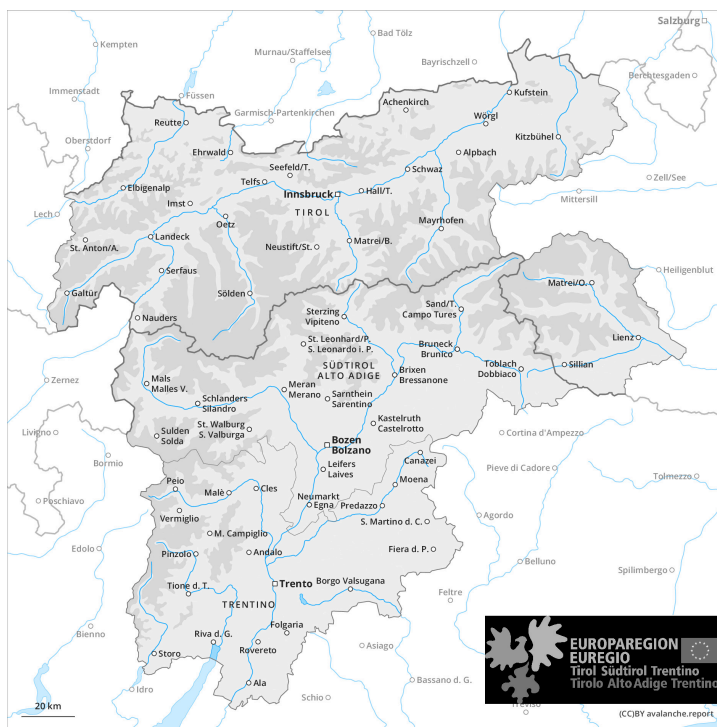 Salzburg
Kempten
Bad Tölz
Murnau/Staffelsee
Bayrischzell
Berchtesgaden
Immenstadt
Füssen
Kufstein
Achenkirch
Garmisch-Partenkirchen
Reutte
Wörgl
Oberstdorf
Kitzbühel
Ehrwald
Alpbach
Seefeld/T.
Schwaz
Zell/See
Telfs
Elbigenalp
Innsbruck
Hall/T.
Mittersill
Imst
TIROL
Lech
Oetz
Mayrhofen
Landeck
Matrei/B.
St. Anton/A.
Neustift/St.
Serfaus
Heiligenblut
Matrei/O.
Galtür
Sölden
Sand/T.
Campo Tures
Nauders
Sterzing
Vipiteno
Lienz
St. Leonhard/P.
S. Leonardo i. P.
Bruneck
Brunico
SÜDTIROL
ALTO ADIGE
Toblach
Dobbiaco
Sillian
Brixen
Bressanone
Zernez
Mals
Malles V.
Meran
Merano
Sarnthein
Sarentino
Schlanders
Silandro
Kastelruth
Castelrotto
St. Walburg
S. Valburga
Livigno
Sulden
Solda
Bozen
Bolzano
Cortina d'Ampezzo
Bormio
Canazei
Leifers
Laives
Pieve di Cadore
Tolmezzo
Peio
Moena
Malè
Cles
Poschiavo
Neumarkt
Egna
Predazzo
Vermiglio
Agordo
S. Martino d. C.
M. Campiglio
Edolo
Pinzolo
Andalo
Fiera d. P.
Belluno
Spilimbergo
Trento
Borgo Valsugana
Tione d. T.
Feltre
TRENTINO
Folgaria
Bienno
Riva d. G.
Rovereto
Asiago
Storo
Ala
Idro
Schio
Bassano d. G.
EUROPAREGION
EUREGIO
Tirol Südtirol Trentino
Tirolo AltoAdige Trentino
Treviso
20 km
(CC)BY avalanche.report